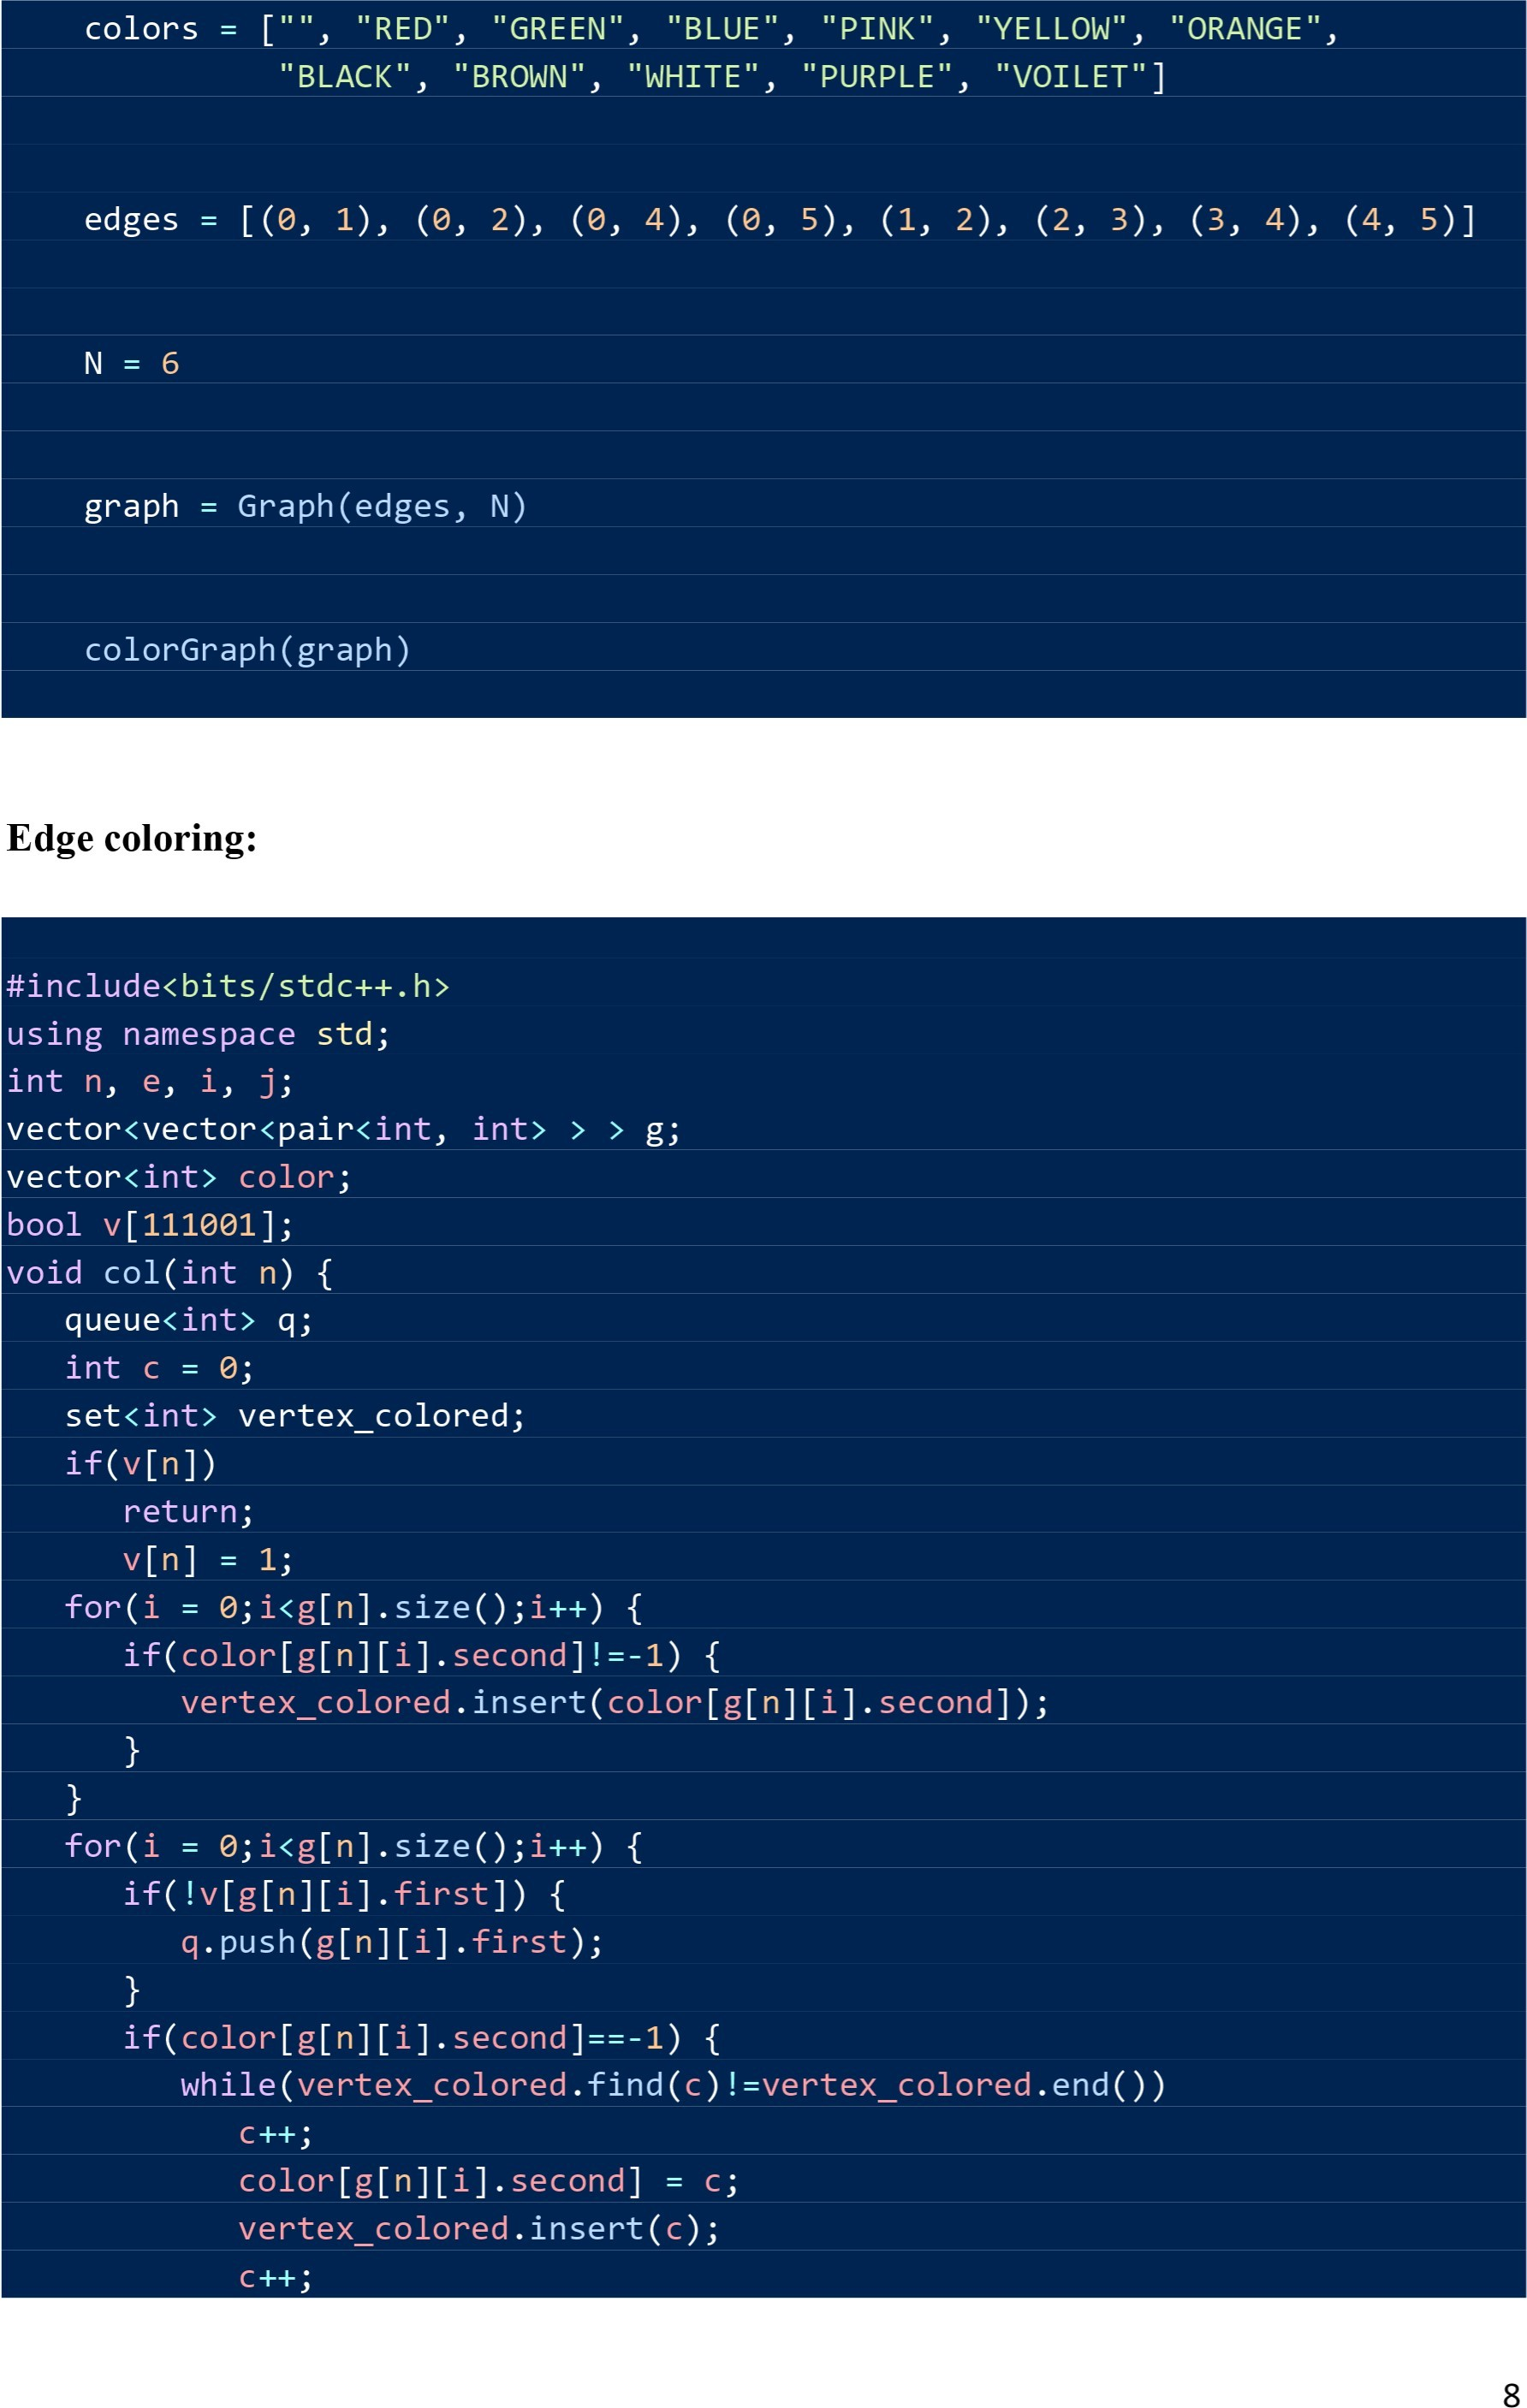 colors = ["", "RED", "GREEN", "BLUE", "PINK", "YELLOW", "ORANGE",
              "BLACK", "BROWN", "WHITE", "PURPLE", "VOILET"]
    edges = [(0, 1), (0, 2), (0, 4), (0, 5), (1, 2), (2, 3), (3, 4), (4, 5)]
    N = 6
    graph = Graph(edges, N)
    colorGraph(graph)
Edge coloring:
#include<bits/stdc++.h>
using namespace std;
int n, e, i, j;
vector<vector<pair<int, int> > > g;
vector<int> color;
bool v[111001];
void col(int n) {
   queue<int> q;
   int c = 0;
   set<int> vertex_colored;
   if(v[n])
      return;
      v[n] = 1;
   for(i = 0;i<g[n].size();i++) {
      if(color[g[n][i].second]!=-1) {
         vertex_colored.insert(color[g[n][i].second]);
      }
   }
   for(i = 0;i<g[n].size();i++) {
      if(!v[g[n][i].first]) {
         q.push(g[n][i].first);
      }
      if(color[g[n][i].second]==-1) {
         while(vertex_colored.find(c)!=vertex_colored.end())
            c++;
            color[g[n][i].second] = c;
            vertex_colored.insert(c);
            c++;
8